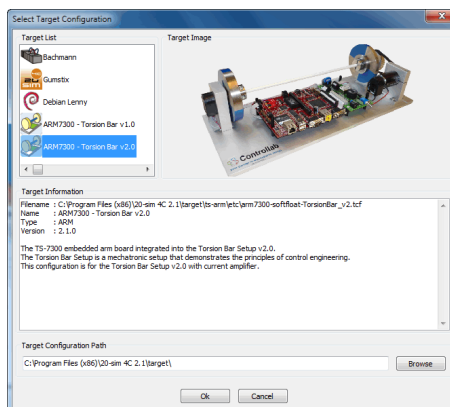 Select Target Configuration
Target List
Target Image
Bachmann
Gumstix
Debian Lenny
ARM7300 - Torsion Bar v1.0
ARM7300 - Torsion Bar v2.0
Controllab
Target Information
Filename : C:\Program Files (x86)\20-sim 4C 2.1\target\ts-arm\etc\arm7300-softfloat-TorsionBar_v2.tcf
Name : ARM7300 - Torsion Bar v2.0
Type : ARM
Version : 2.1.0
The TS-7300 embedded arm board integrated into the Torsion Bar Setup v2.0.
The Torsion Bar Setup is a mechatronic setup that demonstrates the principles of control engineering.
This configuration is for the Torsion Bar Setup v2.0 with current amplifier.
Target Configuration Path
C:\Program Files (x86)\20-sim 4C 2.1\target\
Browse
Ok
Cancel